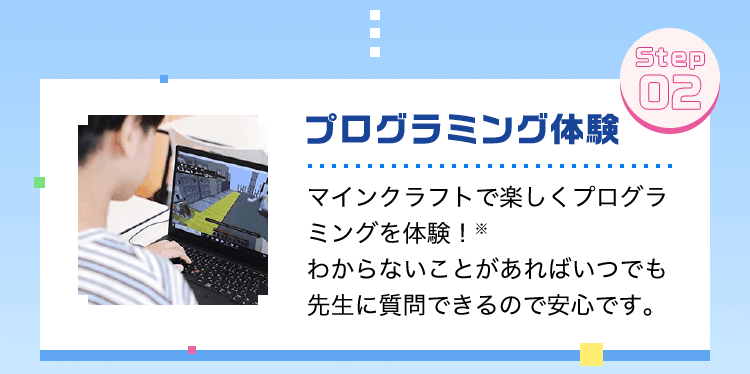 Step
02
プログラミング体験
マインクラフトで楽しくプログラ
ミングを体験！※
わからないことがあればいつでも
先生に質問できるので安心です。